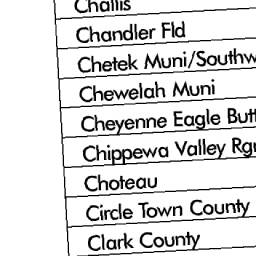 Challis
Chandler Fld
Chetek Muni/Southw
Chewelah Muni
Cheyenne Eagle Butt
Chippewa Valley Rgn
Choteau
Circle Town County
Clark County